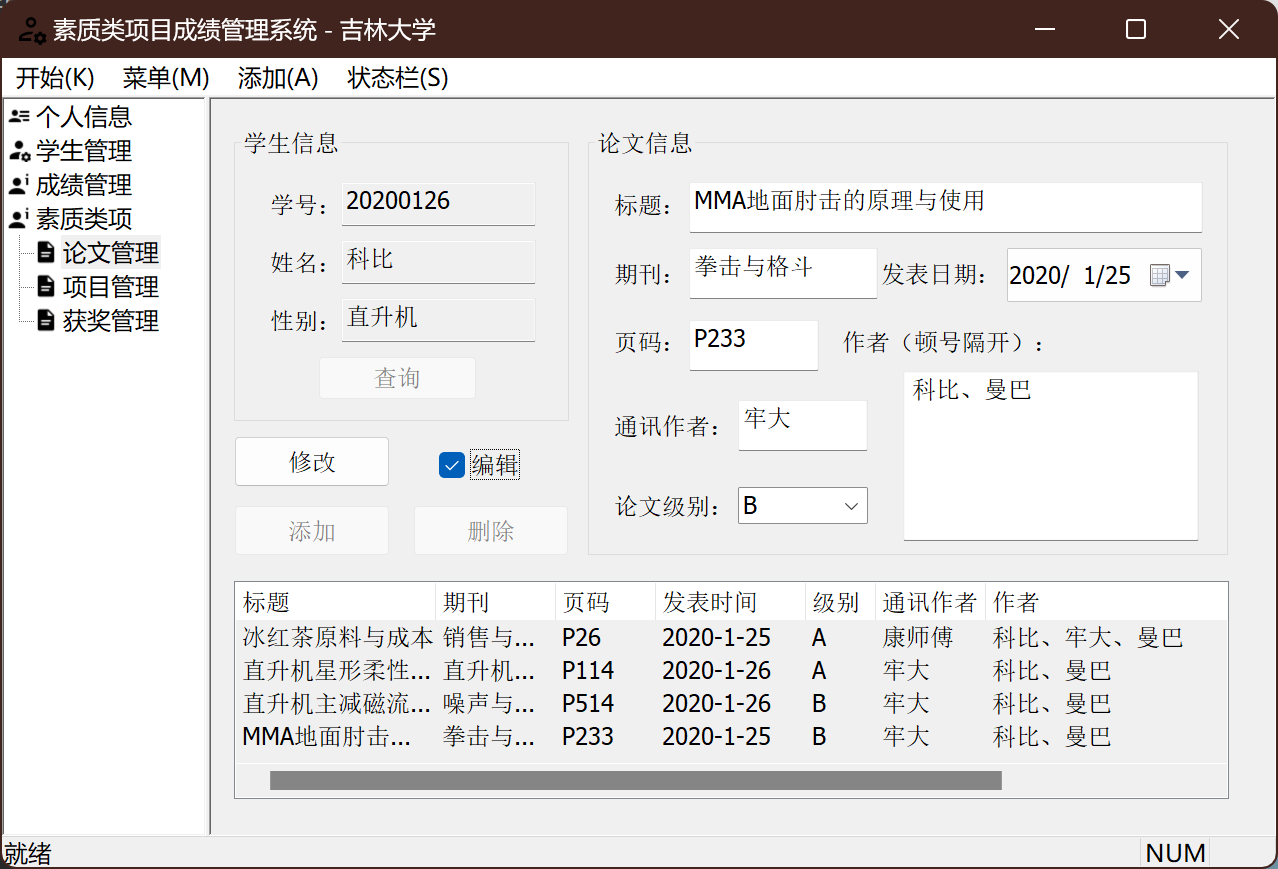 素质类项目成绩管理系统 - 吉林大学
开始(K) 菜单(M) 添加(A) 状态栏(S)
个人信息
学生管理
成绩管理
素质类项
论文管理
项目管理
获奖管理
学生信息
学号： 20200126
姓名： 科比
性别： 直升机
查询
修改 编辑
添加 删除
论文信息
标题： MMA地面肘击的原理与使用
期刊： 拳击与格斗 发表日期： 2020/ 1/25
页码： P233 作者（顿号隔开）：
科比、曼巴
通讯作者： 牢大
论文级别： B
标题 期刊 页码 发表时间 级别 通讯作者 作者
冰红茶原料与成本 销售与... P26 2020-1-25 A 康师傅 科比、牢大、曼巴
直升机星形柔性... 直升机... P114 2020-1-26 A 牢大 科比、曼巴
直升机主减磁流... 噪声与... P514 2020-1-26 B 牢大 科比、曼巴
MMA地面肘击... 拳击与... P233 2020-1-25 B 牢大 科比、曼巴
就绪 NUM